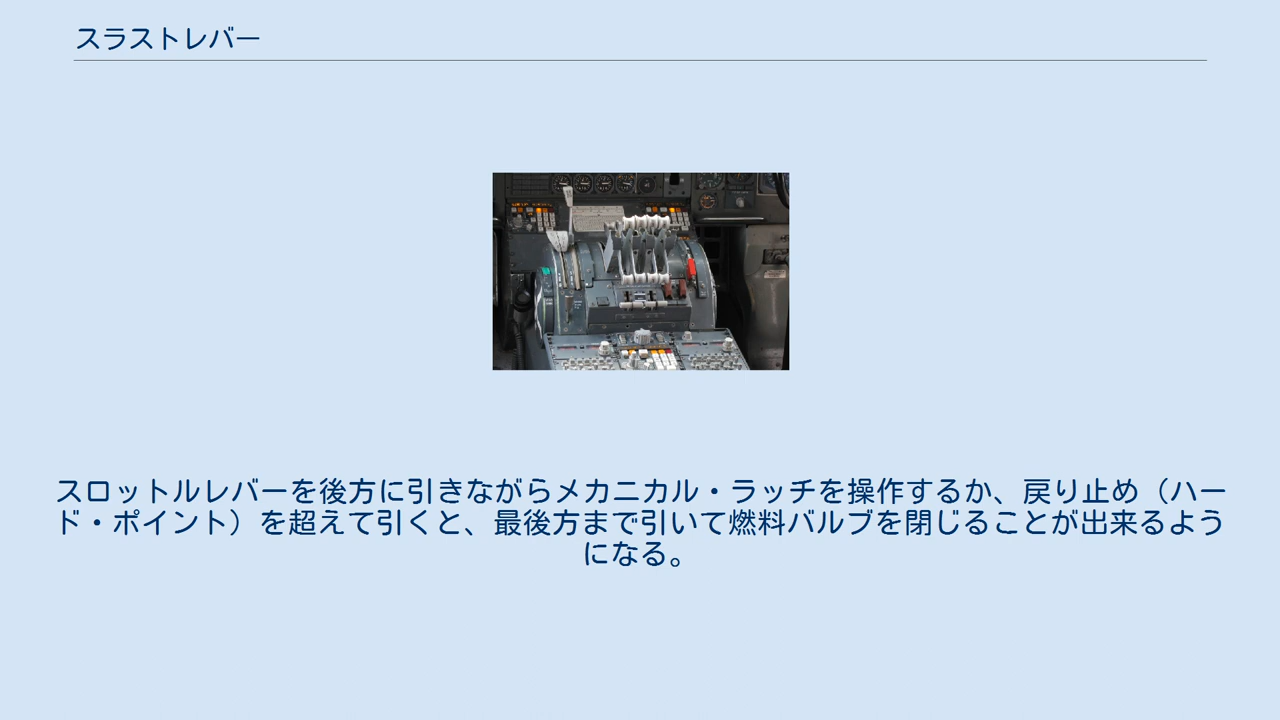 スラストレバー
スロットルレバーを後方に引きながらメカニカル・ラッチを操作するか、戻り止め（ハー
ド・ポイント）を超えて引くと、最後方まで引いて燃料バルブを閉じることが出来るよう
になる。